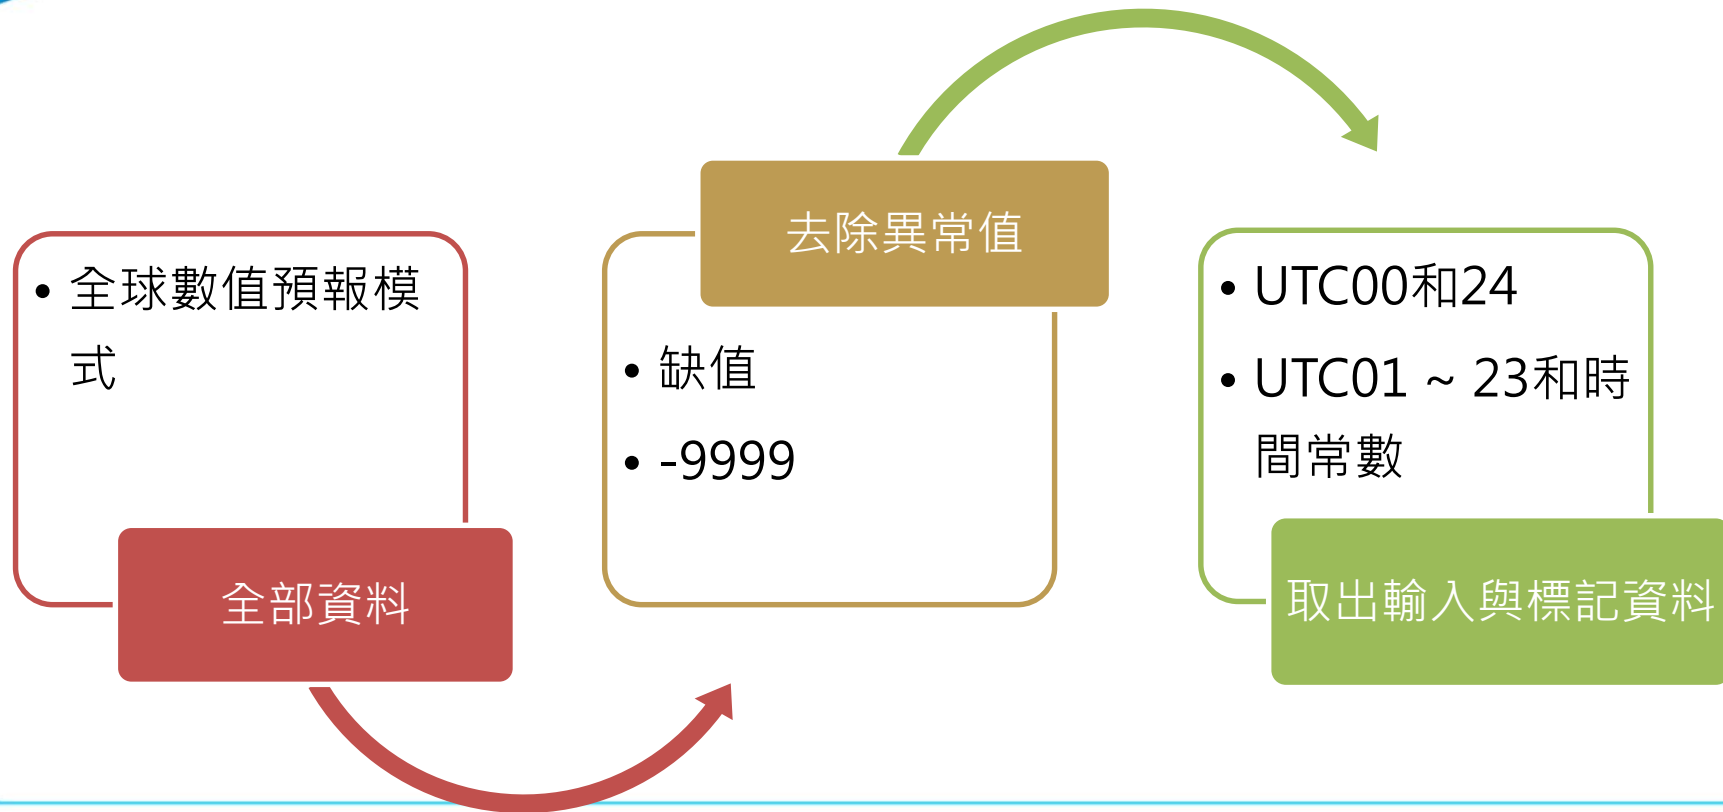 • 全球數值預報模
式
全部資料
去除異常值
• 缺值
• -9999
• UTC00和24
• UTC01 ~ 23和時
間常數
取出輸入與標記資料